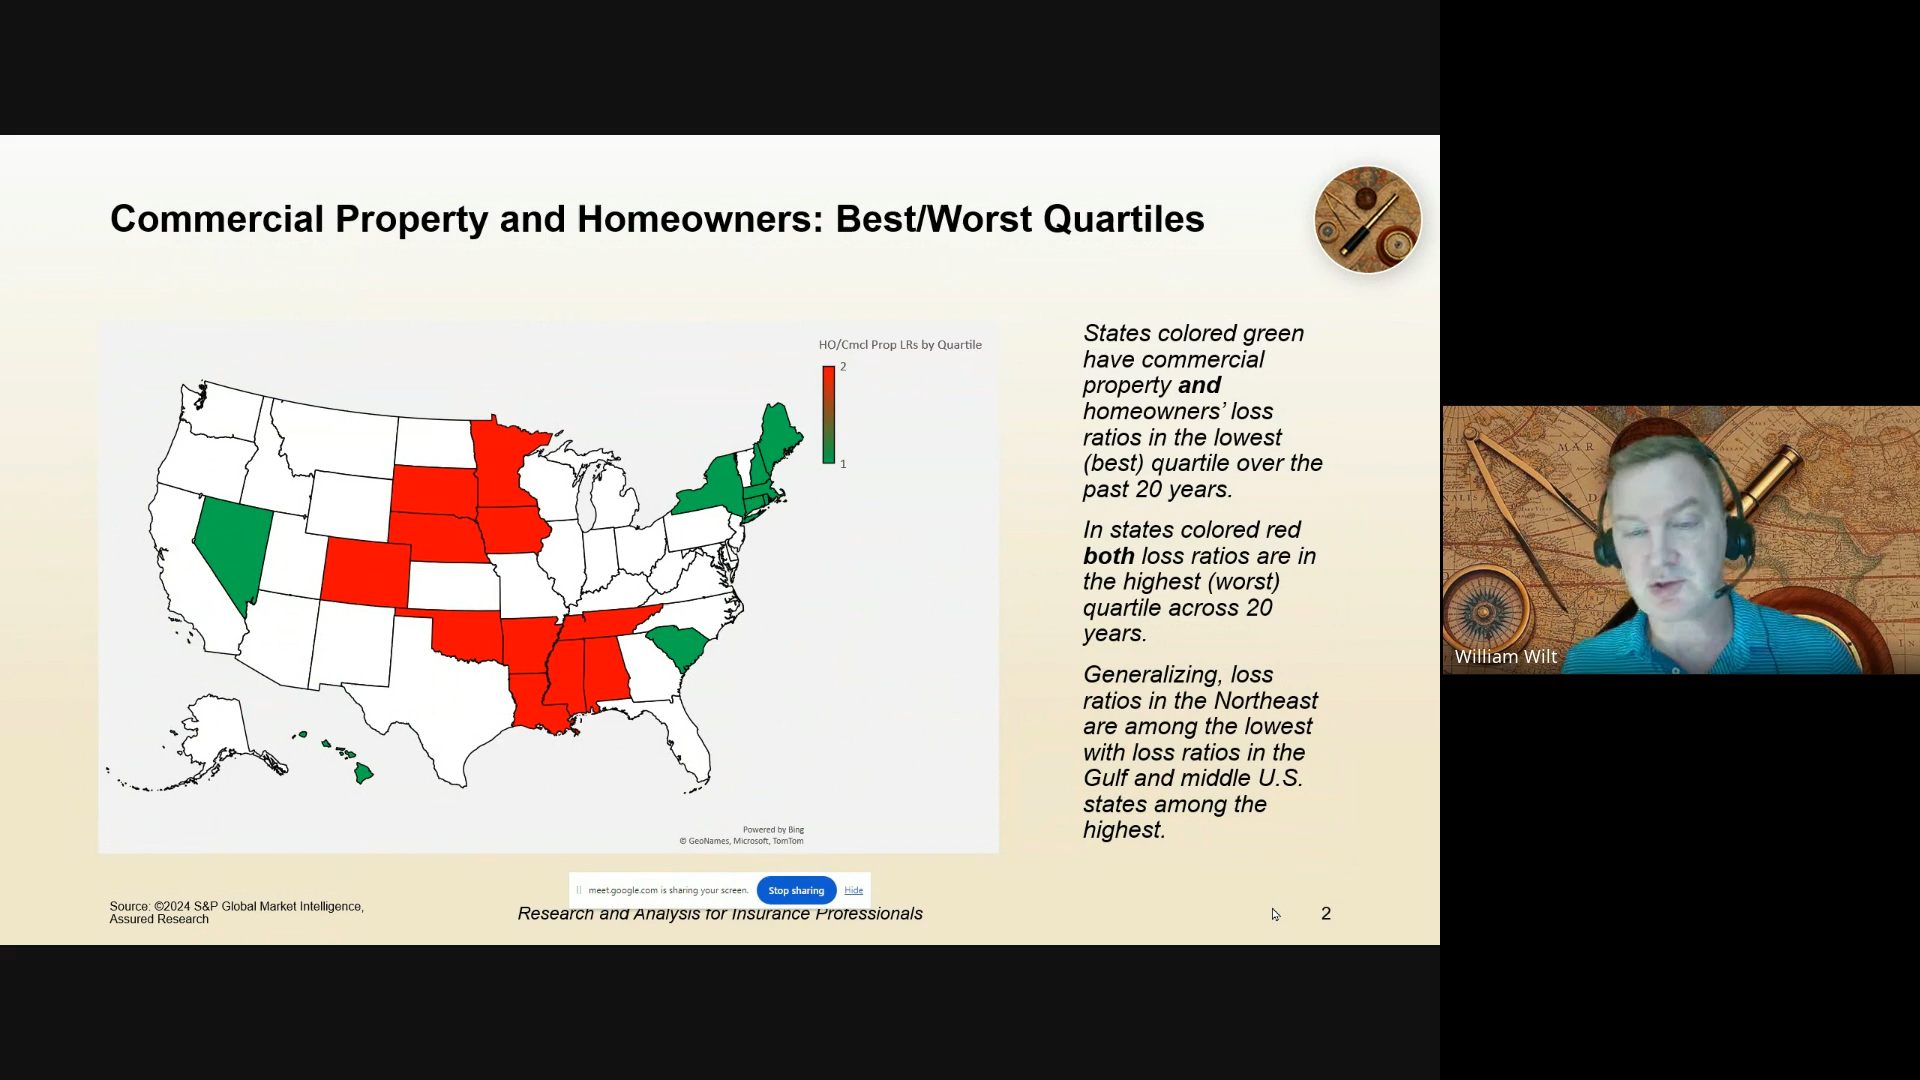 Commercial Property and Homeowners: Best/Worst Quartiles
HO/Cmcl Prop LRs by Quartile
2
1
States colored green
have commercial
property and
homeowners’ loss
ratios in the lowest
(best) quartile over the
past 20 years.
In states colored red
both loss ratios are in
the highest (worst)
quartile across 20
years.
Generalizing, loss
ratios in the Northeast
are among the lowest
with loss ratios in the
Gulf and middle U.S.
states among the
highest.
Powered by Bing
© GeoNames, Microsoft, TomTom
meet.google.com is sharing your screen.
Stop sharing
Hide
Source: ©2024 S&P Global Market Intelligence,
Assured Research
Research and Analysis for Insurance Professionals
2
MAR
William Wilt